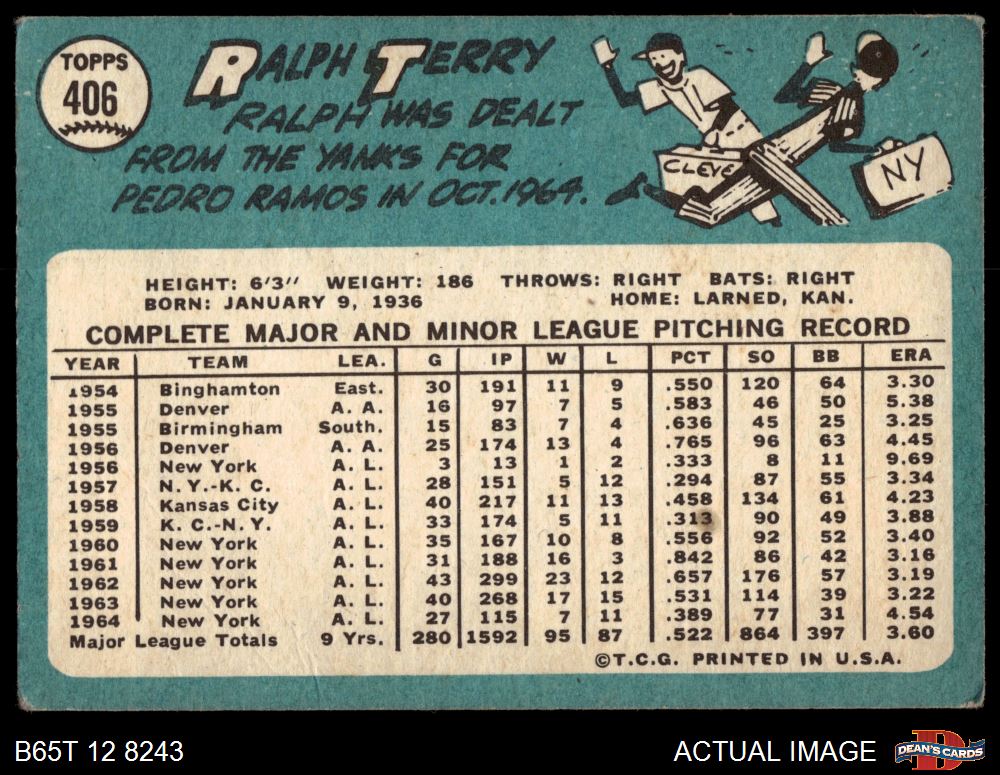 TOPPS
406
RALPH TERRY
RALPH WAS DEALT
FROM THE YANKS FOR
PEDRO RAMOS IN OCT. 1964.
CLEVE
NY
HEIGHT: 6'3" WEIGHT: 186 THROWS: RIGHT BATS: RIGHT
BORN: JANUARY 9, 1936 HOME: LARNED, KAN.
COMPLETE MAJOR AND MINOR LEAGUE PITCHING RECORD
YEAR TEAM LEA. G IP W L PCT SO BB ERA
1954 Binghamton East. 30 191 11 9 .550 120 64 3.30
1955 Denver A. A. 16 97 7 5 .583 46 50 5.38
1955 Birmingham South. 15 83 7 4 .636 45 25 3.25
1956 Denver A. A. 25 174 13 4 .765 96 63 4.45
1956 New York A. L. 3 13 1 2 .333 8 11 9.69
1957 N. Y.-K. C. A. L. 28 151 5 12 .294 87 55 3.34
1958 Kansas City A. L. 40 217 11 13 .458 134 61 4.23
1959 K. C.-N. Y. A. L. 33 174 5 11 .313 90 49 3.88
1960 New York A. L. 35 167 10 8 .556 92 52 3.40
1961 New York A. L. 31 188 16 3 .842 86 42 3.16
1962 New York A. L. 43 299 23 12 .657 176 57 3.19
1963 New York A. L. 40 268 17 15 .531 114 39 3.22
1964 New York A. L. 27 115 7 11 .389 77 31 4.54
Major League Totals 9 Yrs. 280 1592 95 87 .522 864 397 3.60
©T.C.G. PRINTED IN U.S.A.
B65T 12 8243 ACTUAL IMAGE DEAN'S CARDS